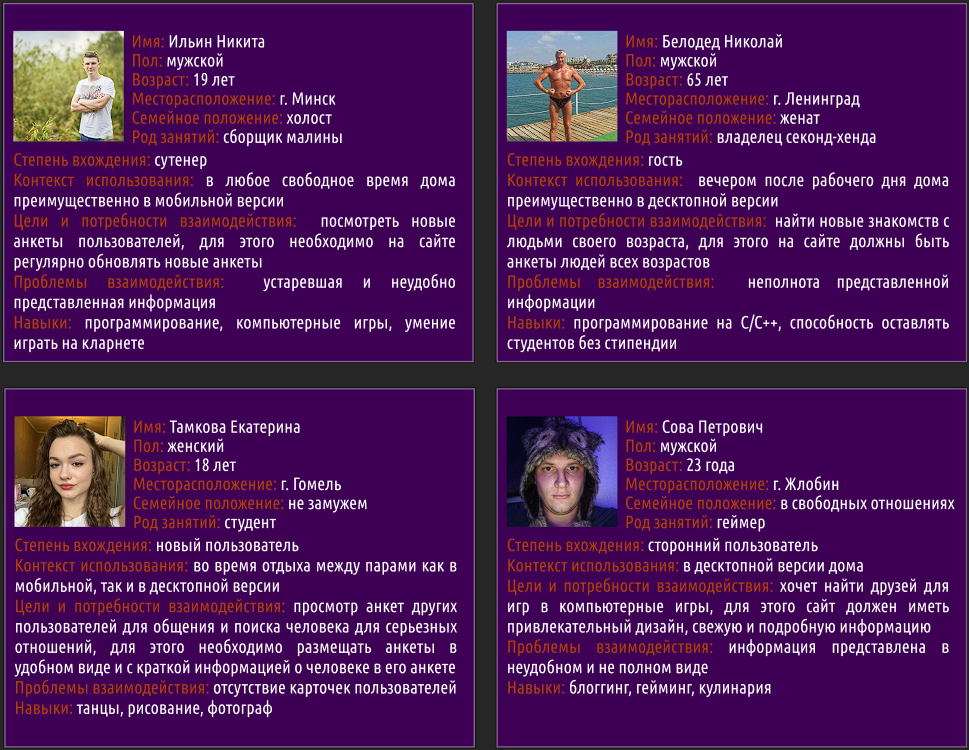 Имя: Ильин Никита
Пол: мужской
Возраст: 19 лет
Месторасположение: г. Минск
Семейное положение: холост
Род занятий: сборщик малины
Степень вхождения: сутенер
Контекст использования: в любое свободное время дома
преимущественно в мобильной версии
Цели и потребности взаимодействия: посмотреть новые
анкеты пользователей, для этого необходимо на сайте
регулярно обновлять новые анкеты
Проблемы взаимодействия: устаревшая и неудобно
представленная информация
Навыки: программирование, компьютерные игры, умение
играть на кларнете
Имя: Белодед Николай
Пол: мужской
Возраст: 65 лет
Месторасположение: г. Ленинград
Семейное положение: женат
Род занятий: владелец секонд-хенда
Степень вхождения: гость
Контекст использования: вечером после рабочего дня дома
преимущественно в десктопной версии
Цели и потребности взаимодействия: найти новые знакомств с
людьми своего возраста, для этого на сайте должны быть
анкеты людей всех возрастов
Проблемы взаимодействия: неполнота представленной
информации
Навыки: программирование на С/С++, способность оставлять
студентов без стипендии
Имя: Тамкова Екатерина
Пол: женский
Возраст: 18 лет
Месторасположение: г. Гомель
Семейное положение: не замужем
Род занятий: студент
Степень вхождения: новый пользователь
Контекст использования: во время отдыха между парами как в
мобильной, так и в десктопной версии
Цели и потребности взаимодействия: просмотр анкет других
пользователей для общения и поиска человека для серьезных
отношений, для этого необходимо размещать анкеты в
удобном виде и с краткой информацией о человеке в его анкете
Проблемы взаимодействия: отсутствие карточек пользователей
Навыки: танцы, рисование, фотограф
Имя: Сова Петрович
Пол: мужской
Возраст: 23 года
Месторасположение: г. Жлобин
Семейное положение: в свободных отношениях
Род занятий: геймер
Степень вхождения: сторонний пользователь
Контекст использования: в десктопной версии дома
Цели и потребности взаимодействия: хочет найти друзей для
игр в компьютерные игры, для этого сайт должен иметь
привлекательный дизайн, свежую и подробную информацию
Проблемы взаимодействия: информация представлена в
неудобном и не полном виде
Навыки: блоггинг, гейминг, кулинария